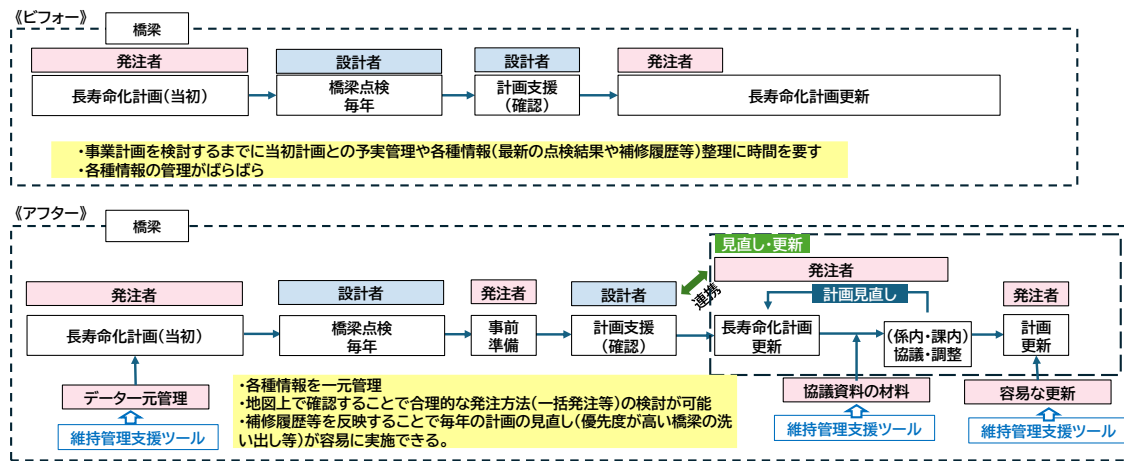 《ビフォー》
橋梁
発注者
設計者
設計者
発注者
長寿命化計画(当初)
橋梁点検
毎年
計画支援
(確認)
長寿命化計画更新
・事業計画を検討するまでに当初計画との予実管理や各種情報(最新の点検結果や補修履歴等)整理に時間を要す
・各種情報の管理がばらばら
《アフター》
橋梁
見直し・更新
発注者
連携
計画見直し
発注者
設計者
発注者
設計者
発注者
長寿命化計画(当初)
橋梁点検
毎年
事前
準備
計画支援
(確認)
長寿命化計画
更新
(係内・課内)
協議・調整
計画
更新
データ一元管理
維持管理支援ツール
・各種情報を一元管理
・地図上で確認することで合理的な発注方法(一括発注等)の検討が可能
・補修履歴等を反映することで毎年の計画の見直し(優先度が高い橋梁の洗
い出し等)が容易に実施できる。
協議資料の材料
維持管理支援ツール
容易な更新
維持管理支援ツール